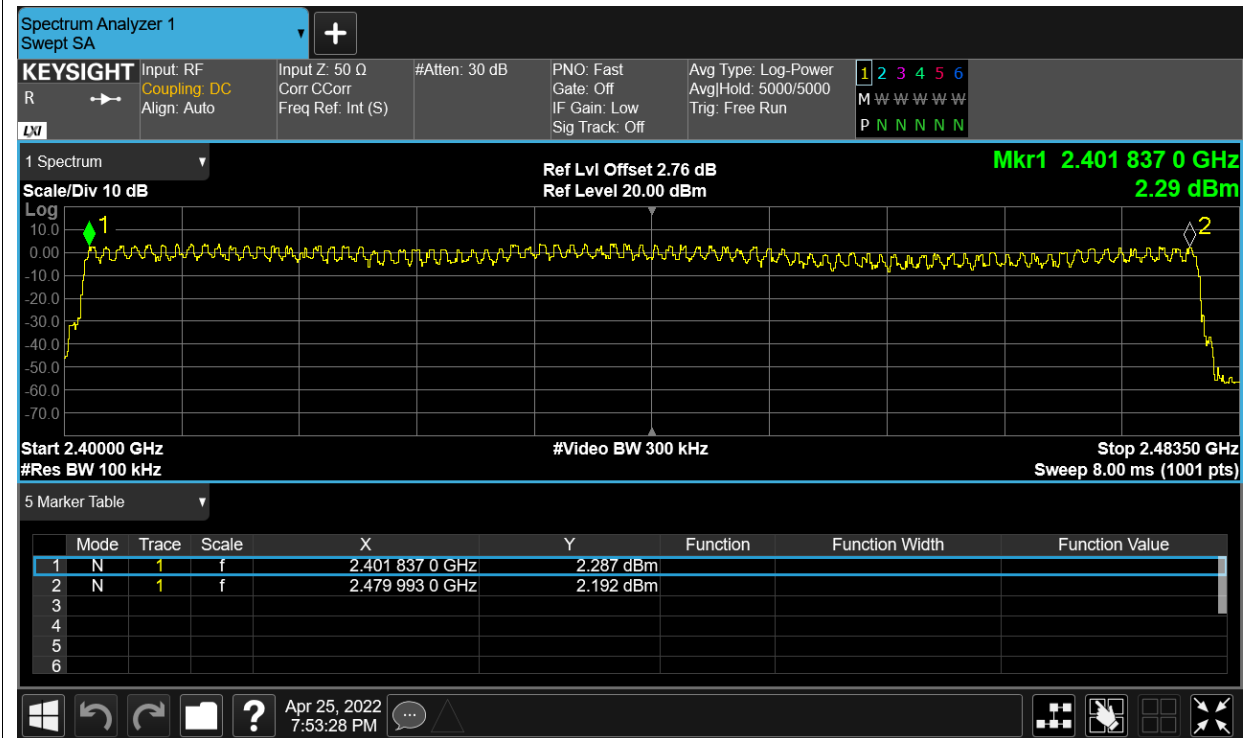 Spectrum Analyzer 1
Swept SA
+
KEYSIGHT Input: RF Input Z: 50 Ω #Atten: 30 dB PNO: Fast Avg Type: Log-Power 1 2 3 4 5 6
R Coupling: DC Corr CCorr Gate: Off Avg|Hold: 5000/5000 M W W W W W
Align: Auto Freq Ref: Int (S) IF Gain: Low Trig: Free Run
LXI Sig Track: Off P N N N N N
1 Spectrum Ref Lvl Offset 2.76 dB Mkr1 2.401 837 0 GHz
Scale/Div 10 dB Ref Level 20.00 dBm 2.29 dBm
Log
1 2
10.0
0.00
-10.0
-20.0
-30.0
-40.0
-50.0
-60.0
-70.0
Start 2.40000 GHz #Video BW 300 kHz Stop 2.48350 GHz
#Res BW 100 kHz Sweep 8.00 ms (1001 pts)
5 Marker Table
Mode Trace Scale X Y Function Function Width Function Value
1 N 1 f 2.401 837 0 GHz 2.287 dBm
2 N 1 f 2.479 993 0 GHz 2.192 dBm
3
4
5
6
? Apr 25, 2022
7:53:28 PM